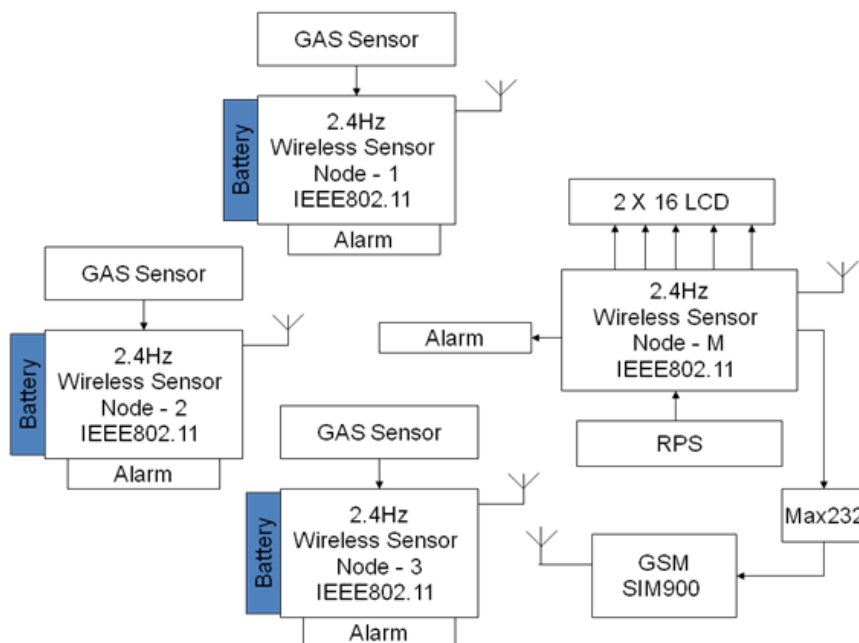 GAS Sensor
Battery
2.4Hz
Wireless Sensor
Node - 1
IEEE802.11
Alarm
GAS Sensor
Battery
2.4Hz
Wireless Sensor
Node - 2
IEEE802.11
Alarm
GAS Sensor
Battery
2.4Hz
Wireless Sensor
Node - 3
IEEE802.11
Alarm
2 X 16 LCD
2.4Hz
Wireless Sensor
Node - M
IEEE802.11
Alarm
RPS
Max232
GSM
SIM900